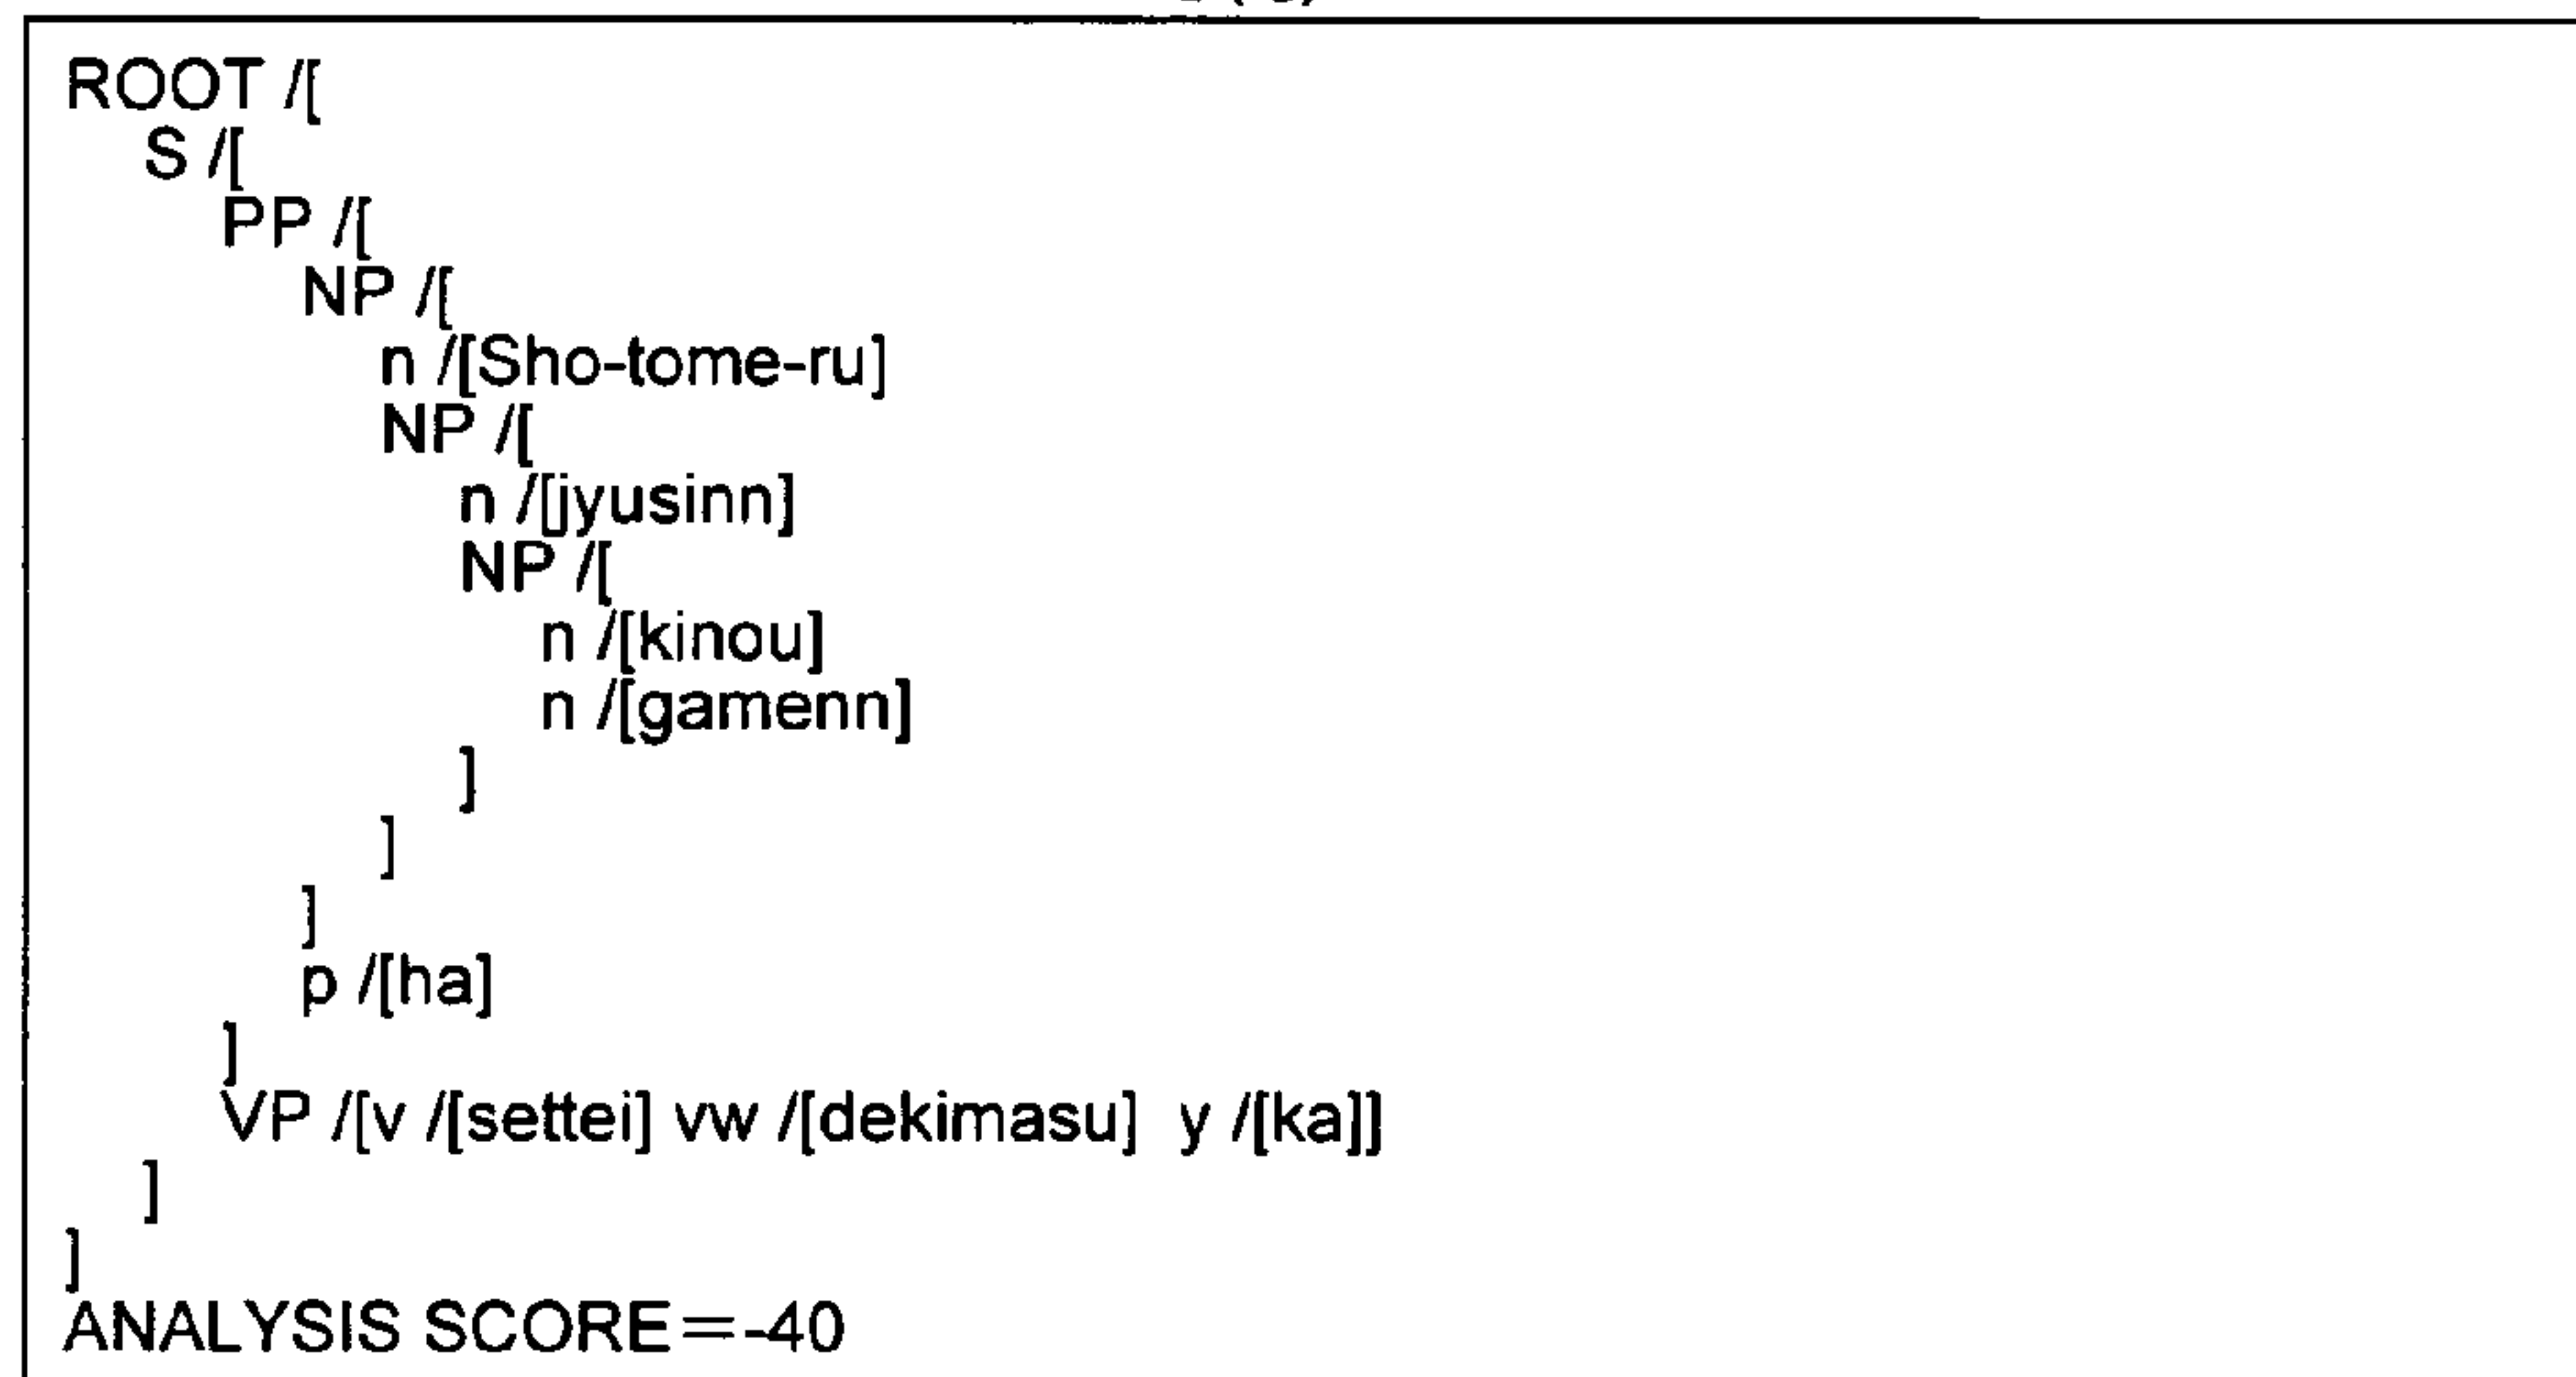 ROOT /[
S /[
PP /[
NP /[
n /[Sho-tome-ru]
NP /[
n /[jyusinn]
NP /[
n /[kinou]
n /[gamenn]
]
]
]
p /[ha]
]
VP /[v /[settei] vw /[dekimasu] y /[ka]]
]
]
ANALYSIS SCORE=-40